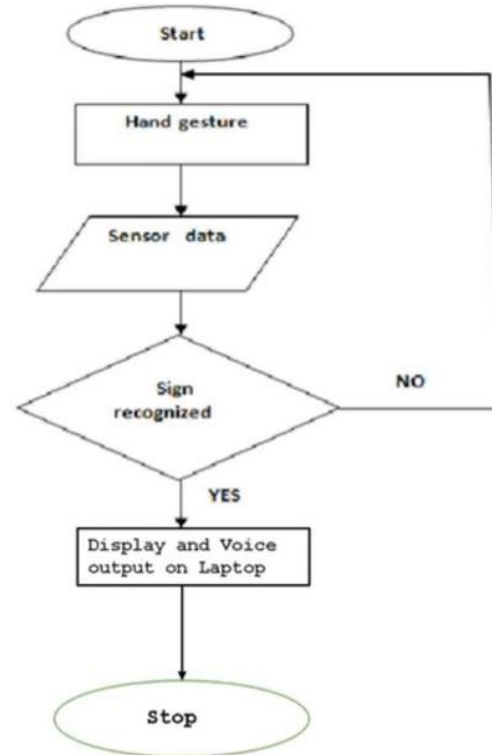 Start
Hand gesture
Sensor data
Sign
recognized
NO
YES
Display and Voice
output on Laptop
Stop